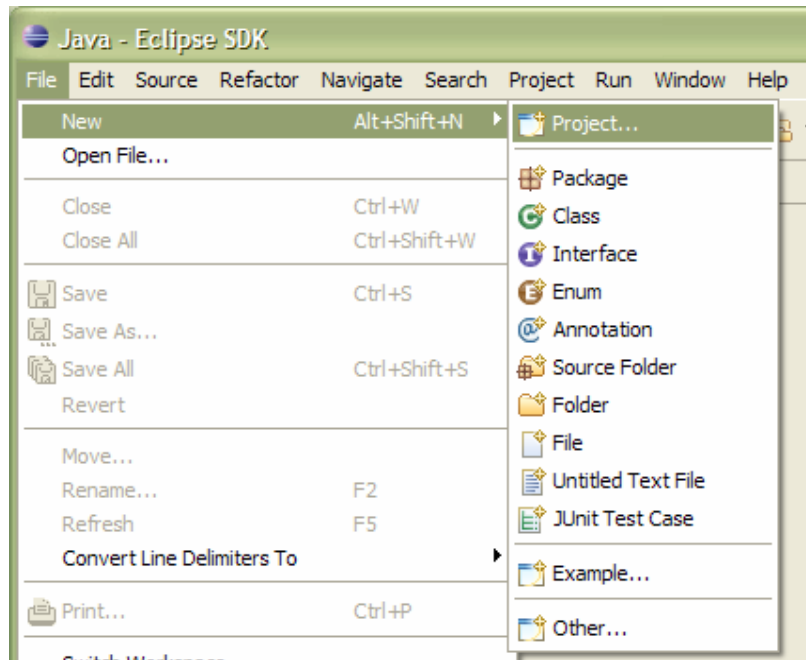 Java - Eclipse SDK
File Edit Source Refactor Navigate Search Project Run Window Help
New Alt+Shift+N
Open File...
Close Ctrl+W
Close All Ctrl+Shift+W
Save Ctrl+S
Save As...
Save All Ctrl+Shift+S
Revert
Move...
Rename... F2
Refresh F5
Convert Line Delimiters To
Print... Ctrl+P
Switch Workspace
Project...
Package
Class
Interface
Enum
Annotation
Source Folder
Folder
File
Untitled Text File
JUnit Test Case
Example...
Other...